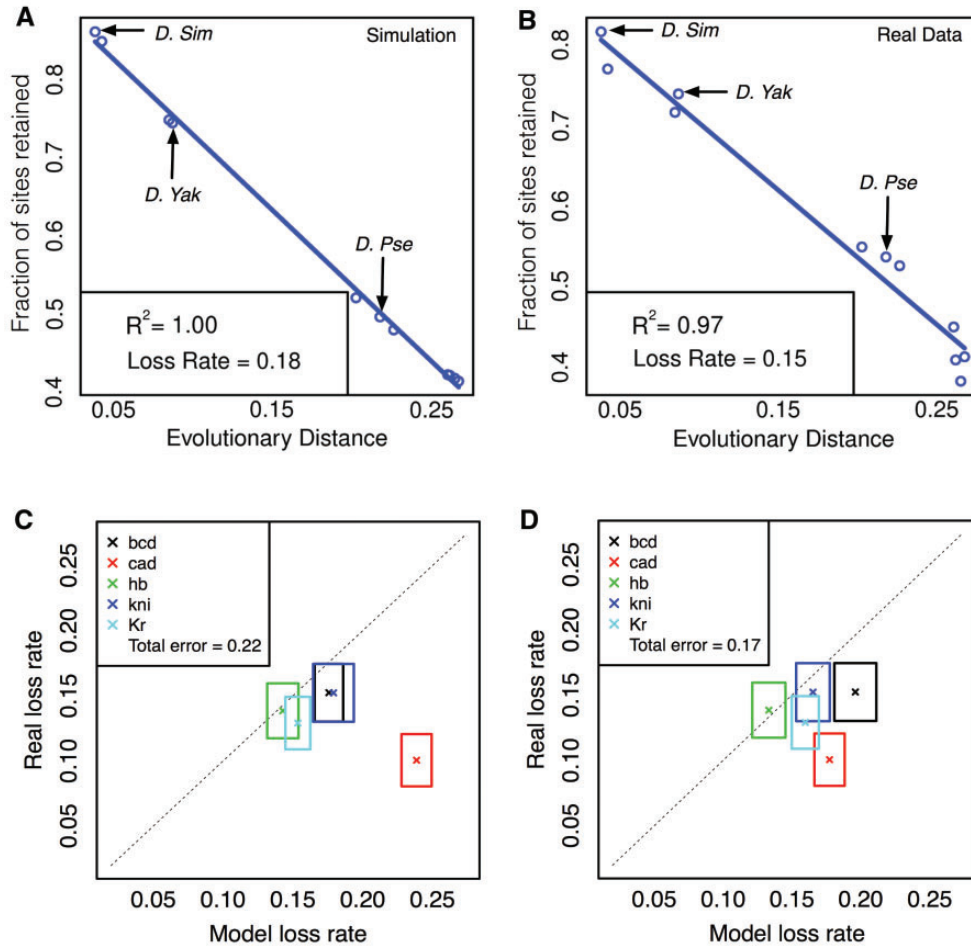 A
Simulation
D. Sim
D. Yak
D. Pse
R2= 1.00
Loss Rate = 0.18
Fraction of sites retained
0.8
0.7
0.6
0.5
0.4
0.05
0.15
0.25
Evolutionary Distance
B
Real Data
D. Sim
D. Yak
D. Pse
R2= 0.97
Loss Rate = 0.15
Fraction of sites retained
0.8
0.7
0.6
0.5
0.4
0.05
0.15
0.25
Evolutionary Distance
C
bcd
cad
hb
kni
Kr
Total error = 0.22
Real loss rate
0.25
0.20
0.15
0.10
0.05
0.05
0.10
0.15
0.20
0.25
Model loss rate
D
bcd
cad
hb
kni
Kr
Total error = 0.17
Real loss rate
0.25
0.20
0.15
0.10
0.05
0.05
0.10
0.15
0.20
0.25
Model loss rate